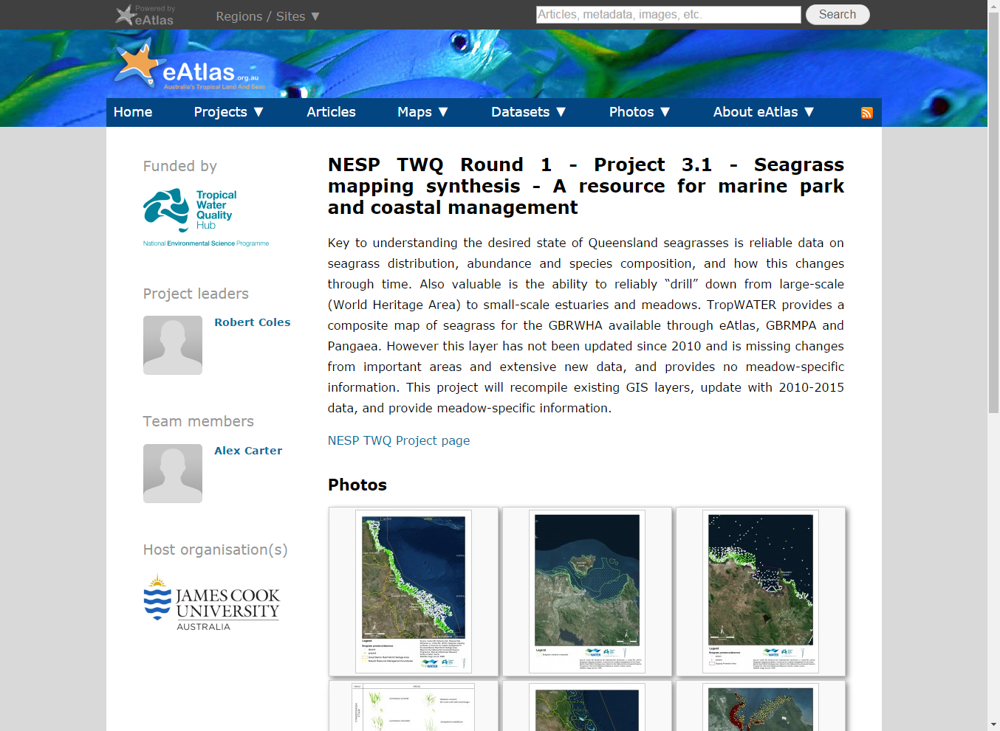 Powered by
eAtlas
Regions / Sites ▼
Articles, metadata, images, etc.
Search
eAtlas.org.au
Australia's Tropical Land And Seas
Home
Projects ▼
Articles
Maps ▼
Datasets ▼
Photos ▼
About eAtlas ▼
Funded by
Tropical
Water
Quality
Hub
National Environmental Science Programme
Project leaders
Robert Coles
Team members
Alex Carter
Host organisation(s)
JAMES COOK
UNIVERSITY
AUSTRALIA
NESP TWQ Round 1 - Project 3.1 - Seagrass
mapping synthesis - A resource for marine park
and coastal management
Key to understanding the desired state of Queensland seagrasses is reliable data on
seagrass distribution, abundance and species composition, and how this changes
through time. Also valuable is the ability to reliably “drill” down from large-scale
(World Heritage Area) to small-scale estuaries and meadows. TropWATER provides a
composite map of seagrass for the GBRWHA available through eAtlas, GBRMPA and
Pangaea. However this layer has not been updated since 2010 and is missing changes
from important areas and extensive new data, and provides no meadow-specific
information. This project will recompile existing GIS layers, update with 2010-2015
data, and provide meadow-specific information.
NESP TWQ Project page
Photos
Legend
Legend
Legend